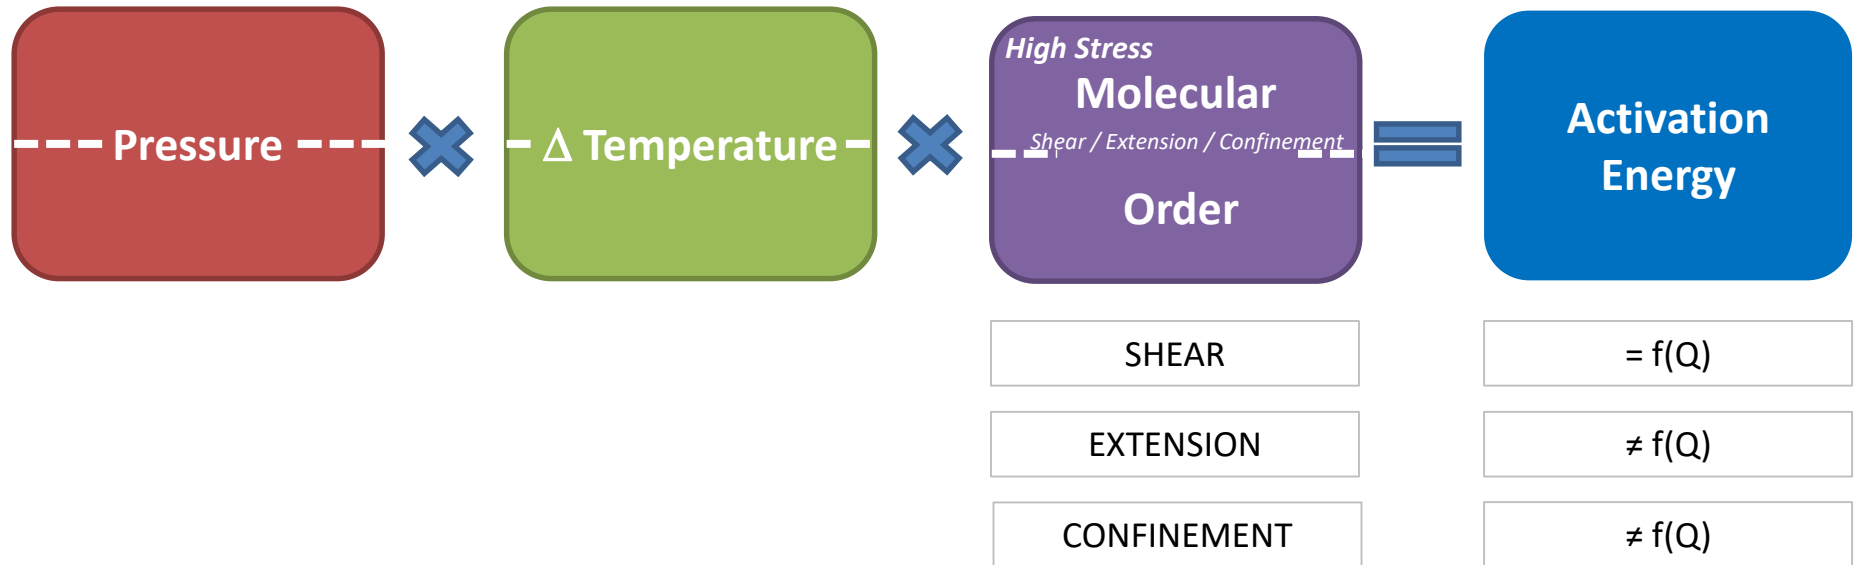 Pressure
Δ Temperature
High Stress
Molecular
Shear / Extension / Confinement
Order
Activation
Energy
SHEAR
= f(Q)
EXTENSION
≠ f(Q)
CONFINEMENT
≠ f(Q)